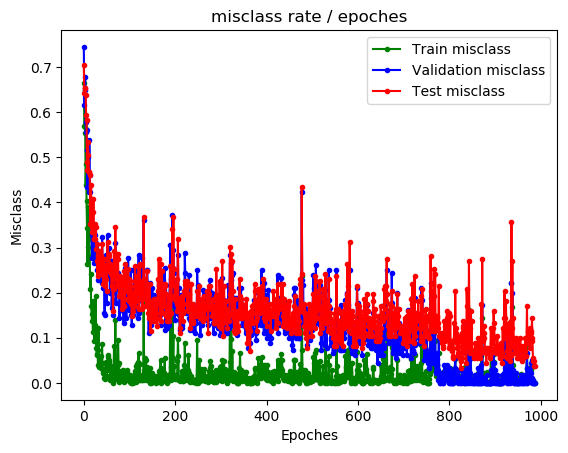 misclass rate / epoches
Train misclass
Validation misclass
Test misclass
Misclass
0.7
0.6
0.5
0.4
0.3
0.2
0.1
0.0
0 200 400 600 800 1000
Epoches